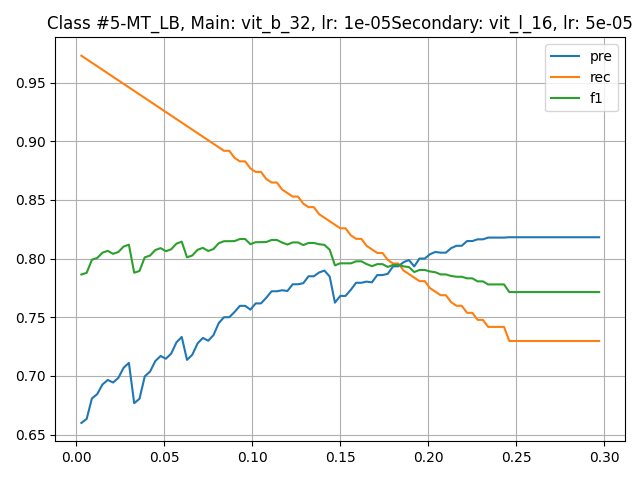 Class #5-MT_LB, Main: vit_b_32, lr: 1e-05Secondary: vit_l_16, lr: 5e-05
pre
rec
f1
0.95
0.90
0.85
0.80
0.75
0.70
0.65
0.00 0.05 0.10 0.15 0.20 0.25 0.30